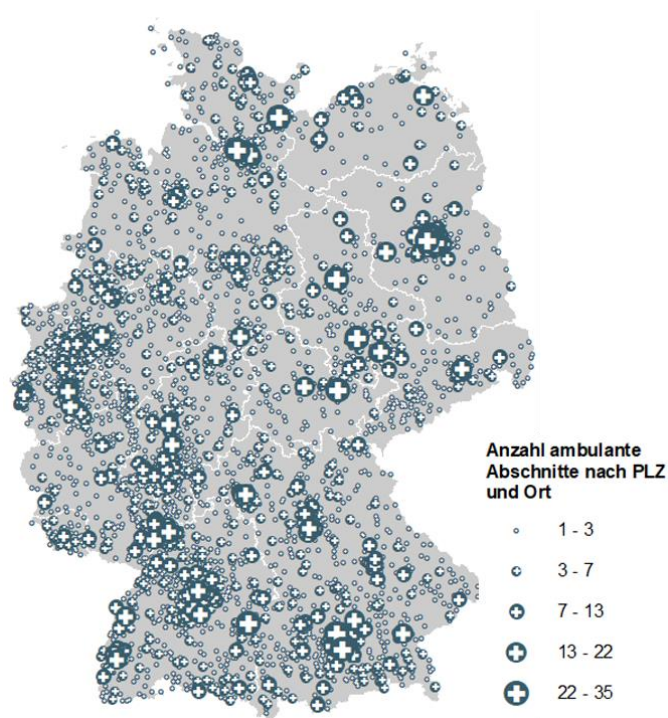 Anzahl ambulante
Abschnitte nach PLZ
und Ort
1 - 3
3 - 7
7 - 13
13 - 22
22 - 35